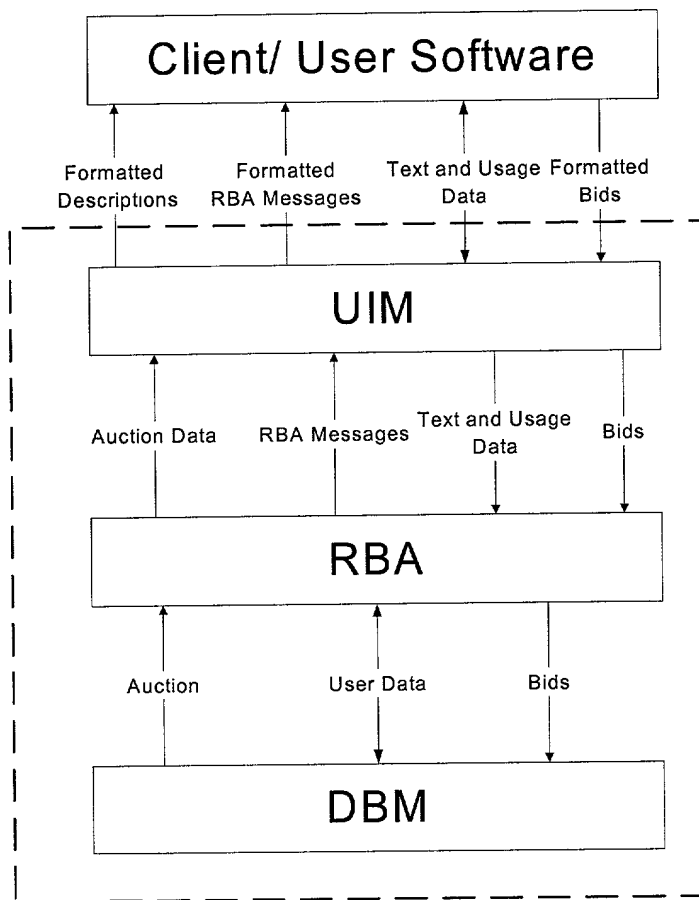 Client/ User Software
Formatted
Descriptions
Formatted
RBA Messages
Text and Usage
Data
Formatted
Bids
UIM
Auction Data
RBA Messages
Text and Usage
Data
Bids
RBA
Auction
User Data
Bids
DBM